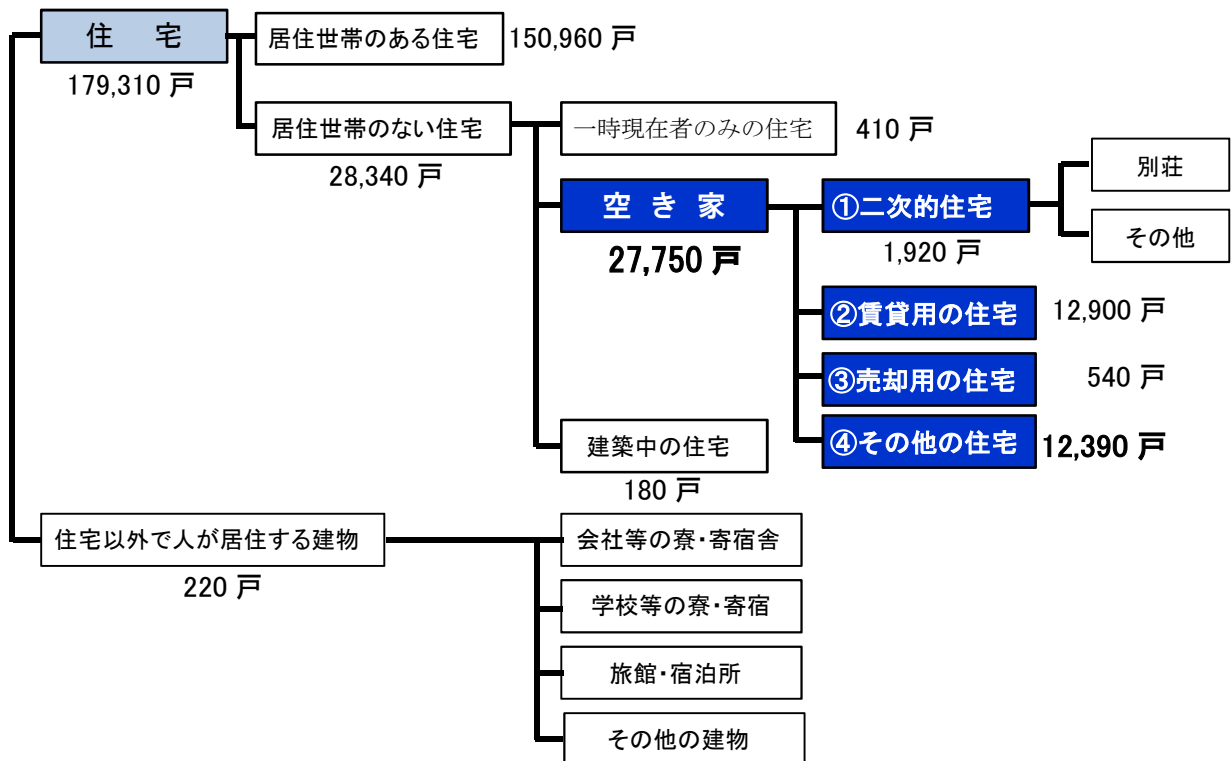 住　宅
179,310 戸
居住世帯のある住宅
150,960 戸
居住世帯のない住宅
28,340 戸
一時現在者のみの住宅
410 戸
空 き 家
27,750 戸
①二次的住宅
1,920 戸
別荘
その他
②賃貸用の住宅
12,900 戸
③売却用の住宅
540 戸
④その他の住宅
12,390 戸
建築中の住宅
180 戸
住宅以外で人が居住する建物
220 戸
会社等の寮・寄宿舎
学校等の寮・寄宿
旅館・宿泊所
その他の建物